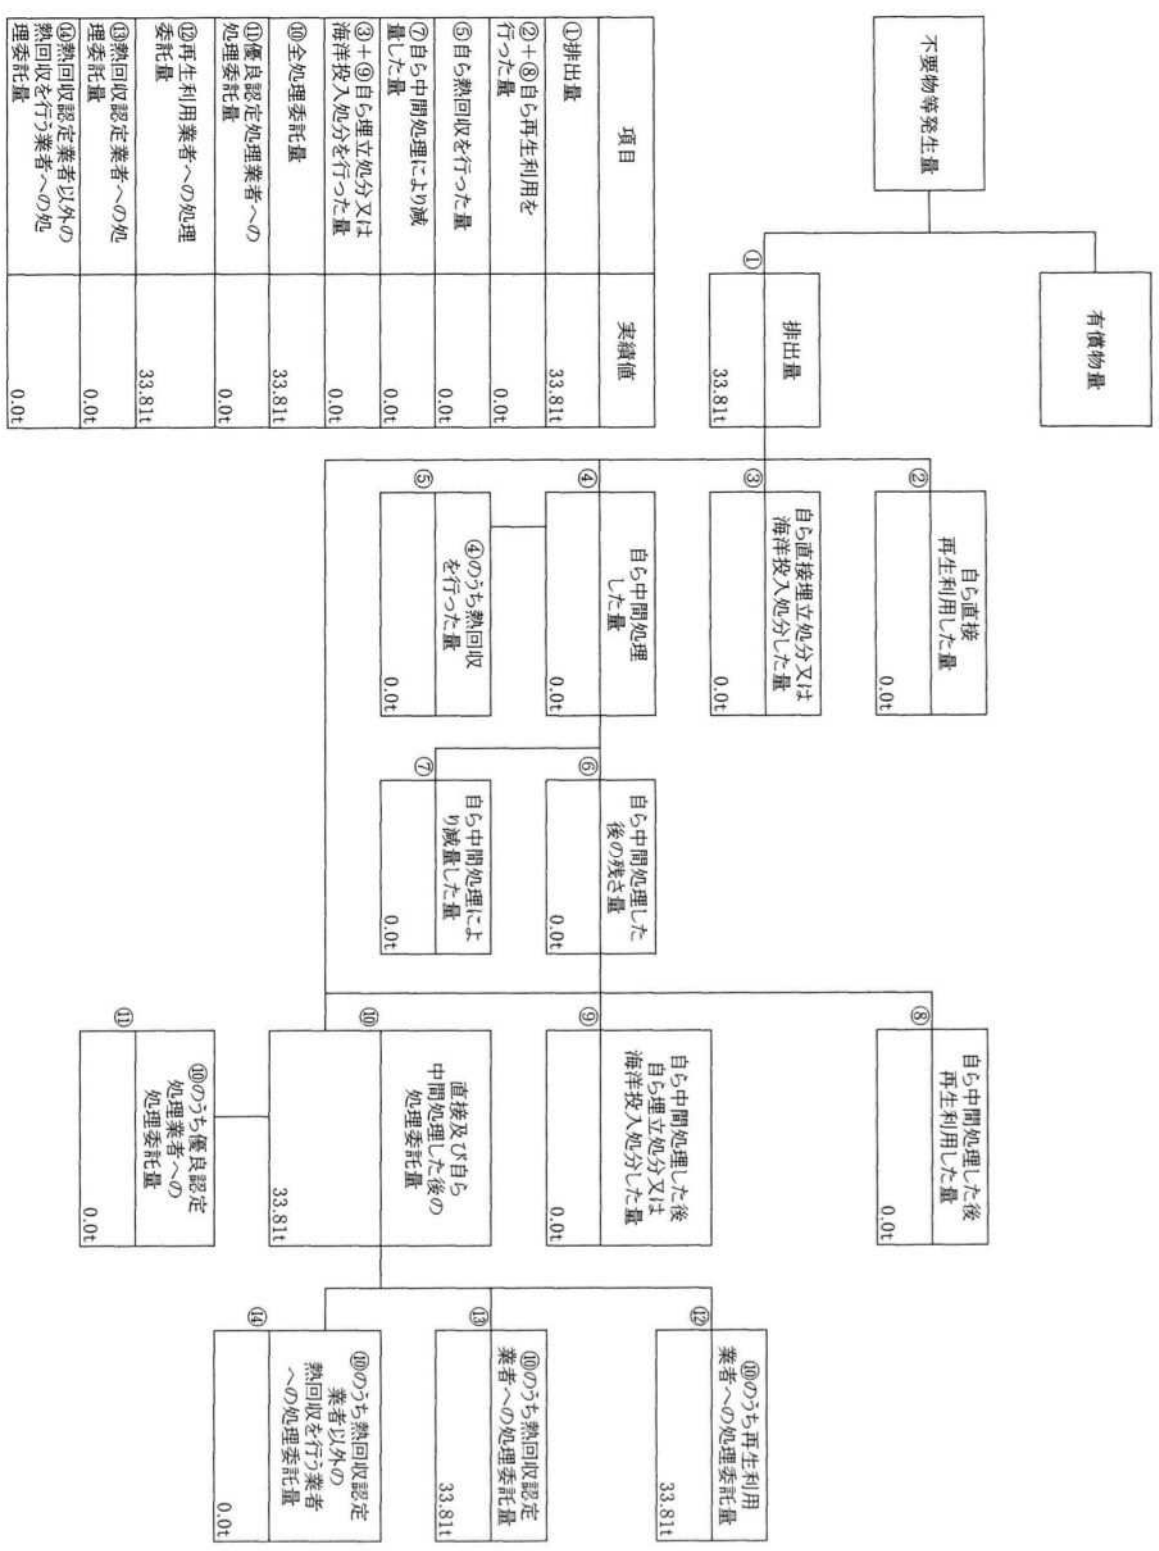 有償物量
不要物等発生量
①
排出量
33.81t
②
自ら直接
再生利用した量
0.0t
③
自ら直接埋立処分又は
海洋投入処分した量
0.0t
④
自ら中間処理
した量
0.0t
⑤
④のうち熱回収
を行った量
0.0t
⑥
自ら中間処理した
後の残さ量
0.0t
⑦
自ら中間処理によ
り減量した量
0.0t
⑧
自ら中間処理した後
再生利用した量
0.0t
⑨
自ら中間処理した後
自ら埋立処分又は
海洋投入処分した量
0.0t
⑩
直接及び自ら
中間処理した後の
処理委託量
33.81t
⑪
⑩のうち優良認定
処理業者への
処理委託量
0.0t
⑫
⑩のうち再生利用
業者への処理委託量
33.81t
⑬
⑩のうち熱回収認定
業者への処理委託量
33.81t
⑭
⑩のうち熱回収認定
業者以外の
熱回収を行う業者
への処理委託量
0.0t
項目
実績値
①排出量
33.81t
②+⑧自ら再生利用を
行った量
0.0t
⑤自ら熱回収を行った量
0.0t
⑦自ら中間処理により減
量した量
0.0t
③+⑨自ら埋立処分又は
海洋投入処分を行った量
0.0t
⑩全処理委託量
33.81t
⑪優良認定処理業者への
処理委託量
0.0t
⑫再生利用業者への処理
委託量
33.81t
⑬熱回収認定業者への処
理委託量
0.0t
⑭熱回収認定業者以外の
熱回収を行う業者への処
理委託量
0.0t